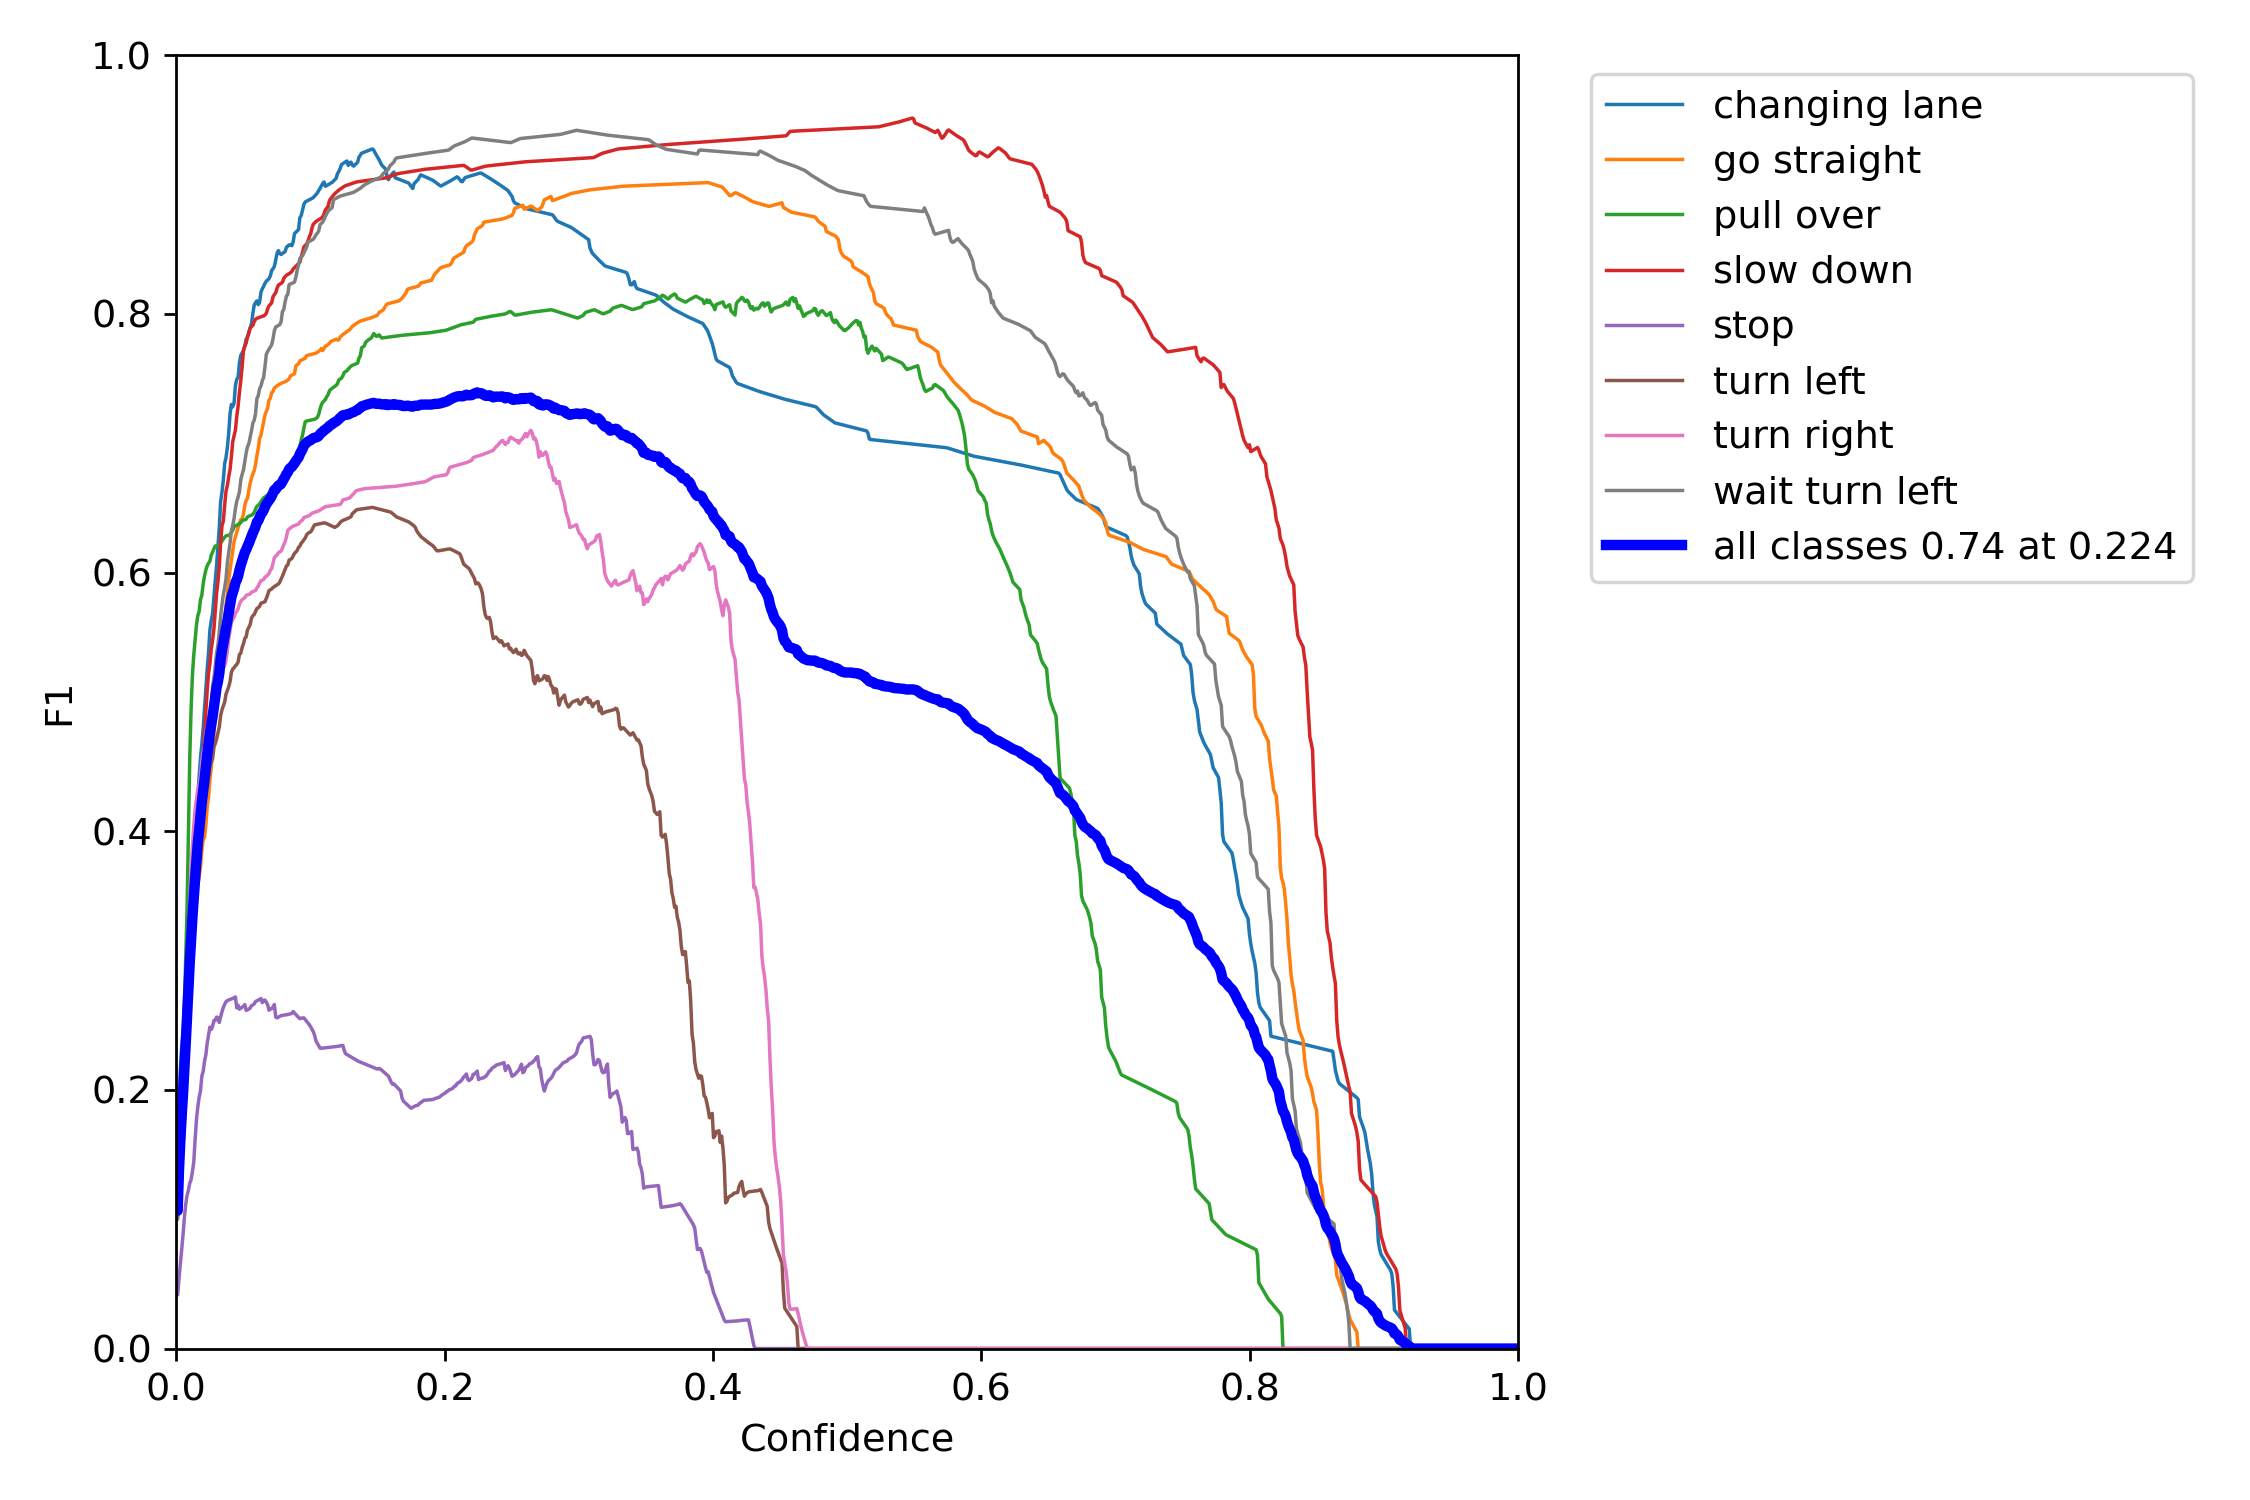 1.0
0.8
0.6
0.4
0.2
0.0
F1
0.0 0.2 0.4 0.6 0.8 1.0
Confidence
changing lane
go straight
pull over
slow down
stop
turn left
turn right
wait turn left
all classes 0.74 at 0.224